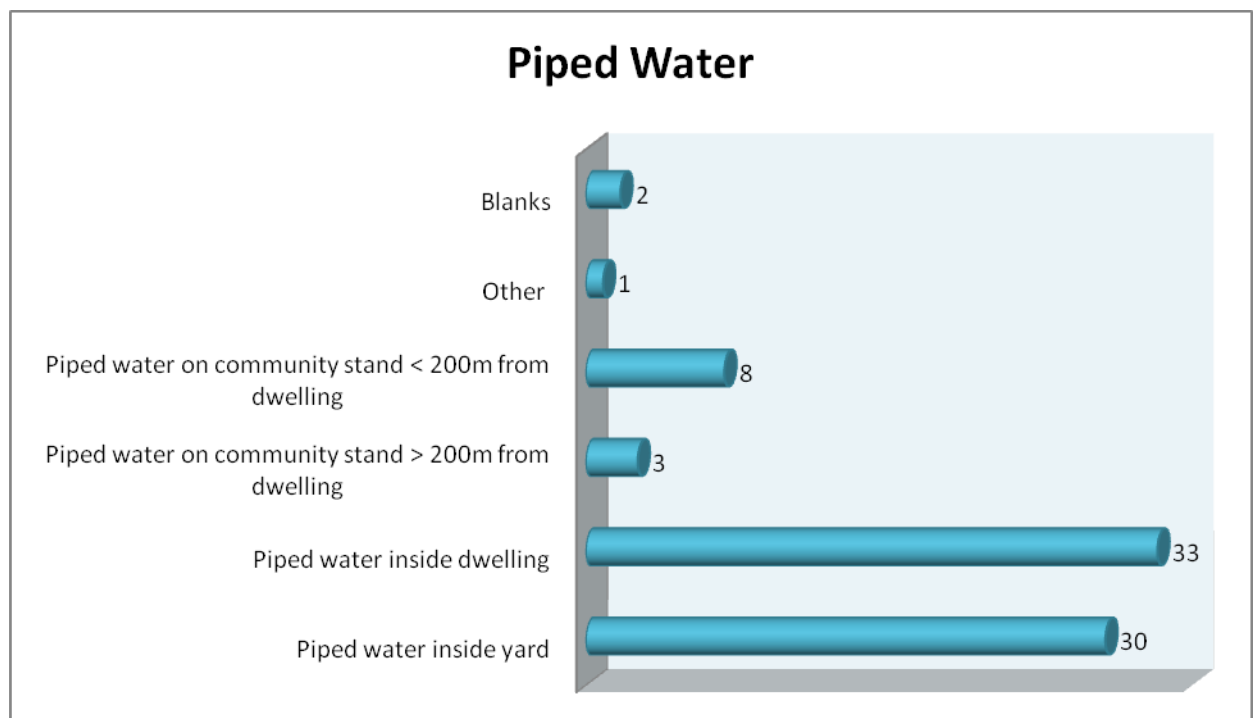 Piped Water
Blanks
2
Other
1
Piped water on community stand < 200m from
dwelling
8
Piped water on community stand > 200m from
dwelling
3
Piped water inside dwelling
33
Piped water inside yard
30